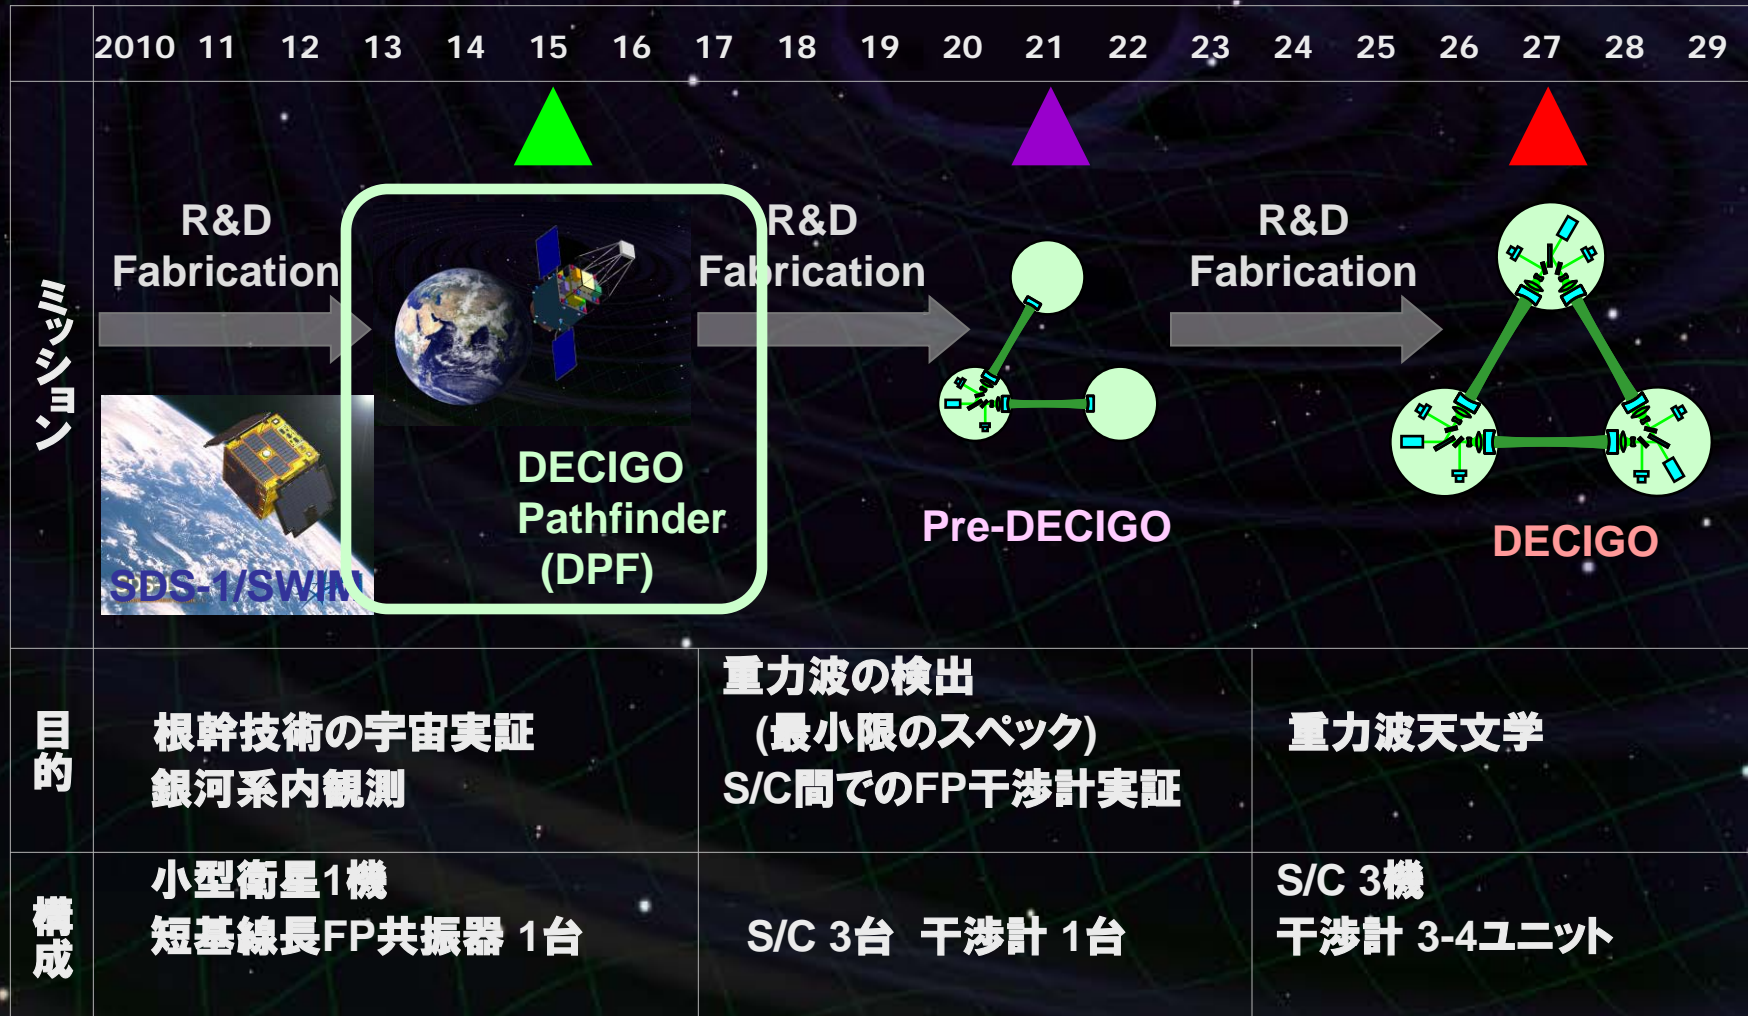 2010 11 12 13 14 15 16 17 18 19 20 21 22 23 24 25 26 27 28 29
ミッション
R&D
Fabrication
R&D
Fabrication
R&D
Fabrication
SDS-1/SWIM
DECIGO
Pathfinder
(DPF)
Pre-DECIGO
DECIGO
目的
根幹技術の宇宙実証
銀河系内観測
重力波の検出
(最小限のスペック)
S/C間でのFP干渉計実証
重力波天文学
構成
小型衛星1機
短基線長FP共振器 1台
S/C 3台 干渉計 1台
S/C 3機
干渉計 3-4ユニット